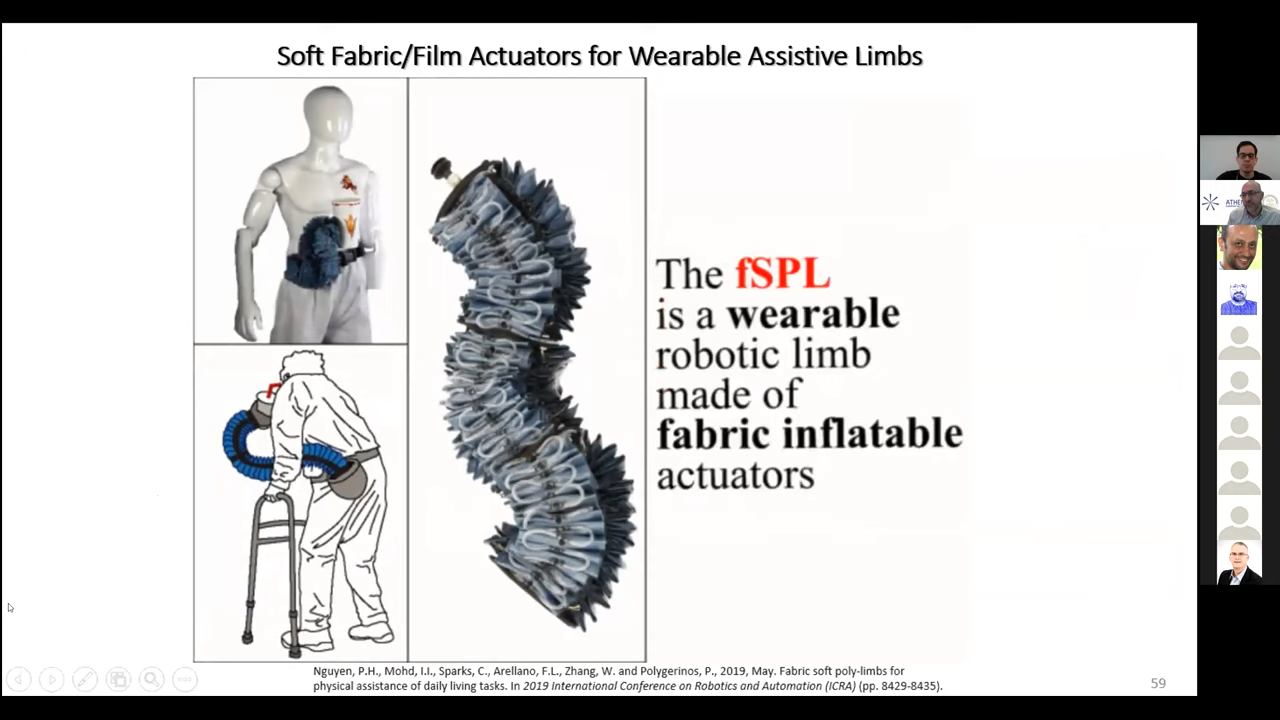 Soft Fabric/Film Actuators for Wearable Assistive Limbs
The fSPL
is a wearable
robotic limb
made of
fabric inflatable
actuators
Nguyen, P.H., Mohd, I.I., Sparks, C., Arellano, F.L., Zhang, W. and Polygerinos, P., 2019, May. Fabric soft poly-limbs for
physical assistance of daily living tasks. In 2019 International Conference on Robotics and Automation (ICRA) (pp. 8429-8435).
59